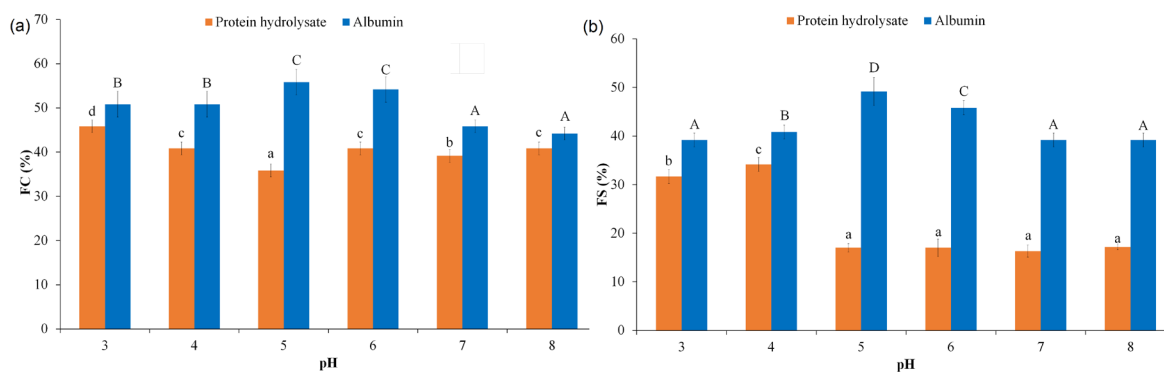 (a)
Protein hydrolysate Albumin
70
60
50
40
30
20
10
0
FC (%)
d B c B a C c C b A c A
3 4 5 6 7 8
pH
(b)
Protein hydrolysate Albumin
60
50
40
30
20
10
0
FS (%)
b A c B a D a C a A a A
3 4 5 6 7 8
pH